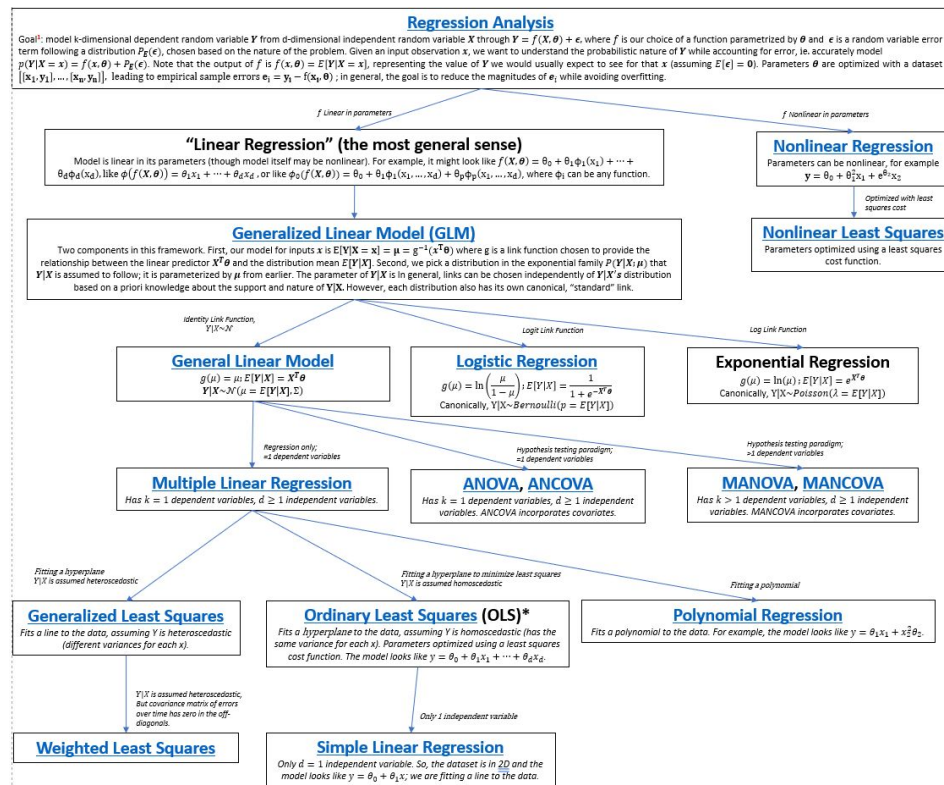 Regression Analysis
Goal¹: model k-dimensional dependent random variable Y from d-dimensional independent random variable X through Y = f(X, θ) + ϵ, where f is our choice of a function parametrized by θ and ϵ is a random variable error
term following a distribution P_E(ϵ), chosen based on the nature of the problem. Given an input observation x, we want to understand the probabilistic nature of Y while accounting for error, ie. accurately model
p(Y|X = x) = f(x, θ) + P_E(ϵ). Note that the output of f is f(x, θ) = E[Y|X = x], representing the value of Y we would usually expect to see for that x (assuming E[ϵ] = 0). Parameters θ are optimized with a dataset
{[x₁, y₁], ..., [xₙ, yₙ]}, leading to empirical sample errors eᵢ = yᵢ − f(xᵢ, θ) ; in general, the goal is to reduce the magnitudes of eᵢ while avoiding overfitting.
f Linear in parameters
f Nonlinear in parameters
"Linear Regression" (the most general sense)
Model is linear in its parameters (though model itself may be nonlinear). For example, it might look like f(X, θ) = θ₀ + θ₁ϕ₁(x₁) + ⋯ +
θ_dϕ_d(x_d), like ϕ(f(X, θ)) = θ₁x₁ + ⋯ + θ_dx_d, or like ϕ₀(f(X, θ)) = θ₀ + θ₁ϕ₁(x₁, ..., x_d) + θₚϕₚ(x₁, ..., x_d), where ϕᵢ can be any function.
Nonlinear Regression
Parameters can be nonlinear, for example
y = θ₀ + θ₁²x₁ + e^θ₂x₂
Optimized with least
squares cost
Generalized Linear Model (GLM)
Two components in this framework. First, our model for inputs x is E[Y|X = x] = μ = g⁻¹(xᵀθ) where g is a link function chosen to provide the
relationship between the linear predictor Xᵀθ and the distribution mean E[Y|X]. Second, we pick a distribution in the exponential family P(Y|X; μ) that
Y|X is assumed to follow; it is parameterized by μ from earlier. The parameter of Y|X is In general, links can be chosen independently of Y|X's distribution
based on a priori knowledge about the support and nature of Y|X. However, each distribution also has its own canonical, "standard" link.
Nonlinear Least Squares
Parameters optimized using a least squares
cost function.
Identity Link Function,
Y|X~N
Logit Link Function
Log Link Function
General Linear Model
g(μ) = μ; E[Y|X] = Xᵀθ
Y|X~N(μ = E[Y|X], Σ)
Logistic Regression
g(μ) = ln(μ/(1 − μ)); E[Y|X] = 1/(1 + e^−Xᵀθ)
Canonically, Y|X~Bernoulli(p = E[Y|X])
Exponential Regression
g(μ) = ln(μ) ; E[Y|X] = e^Xᵀθ
Canonically, Y|X~Poisson(λ = E[Y|X])
Regression only;
=1 dependent variables
Hypothesis testing paradigm;
=1 dependent variables
Hypothesis testing paradigm;
>1 dependent variables
Multiple Linear Regression
Has k = 1 dependent variables, d ≥ 1 independent variables.
ANOVA, ANCOVA
Has k = 1 dependent variables, d ≥ 1 independent
variables. ANCOVA incorporates covariates.
MANOVA, MANCOVA
Has k > 1 dependent variables, d ≥ 1 independent
variables. MANCOVA incorporates covariates.
Fitting a hyperplane
Y|X is assumed heteroscedastic
Fitting a hyperplane to minimize least squares
Y|X is assumed homoscedastic
Fitting a polynomial
Generalized Least Squares
Fits a line to the data, assuming Y is heteroscedastic
(different variances for each x).
Ordinary Least Squares (OLS)*
Fits a hyperplane to the data, assuming Y is homoscedastic (has the
same variance for each x). Parameters optimized using a least squares
cost function. The model looks like y = θ₀ + θ₁x₁ + ⋯ + θ_dx_d.
Polynomial Regression
Fits a polynomial to the data. For example, the model looks like y = θ₁x₁ + x₂²θ₂.
Y|X is assumed heteroscedastic,
But covariance matrix of errors
over time has zero in the off-
diagonals.
Only 1 independent variable
Weighted Least Squares
Simple Linear Regression
Only d = 1 independent variable. So, the dataset is in 2D and the
model looks like y = θ₀ + θ₁x; we are fitting a line to the data.